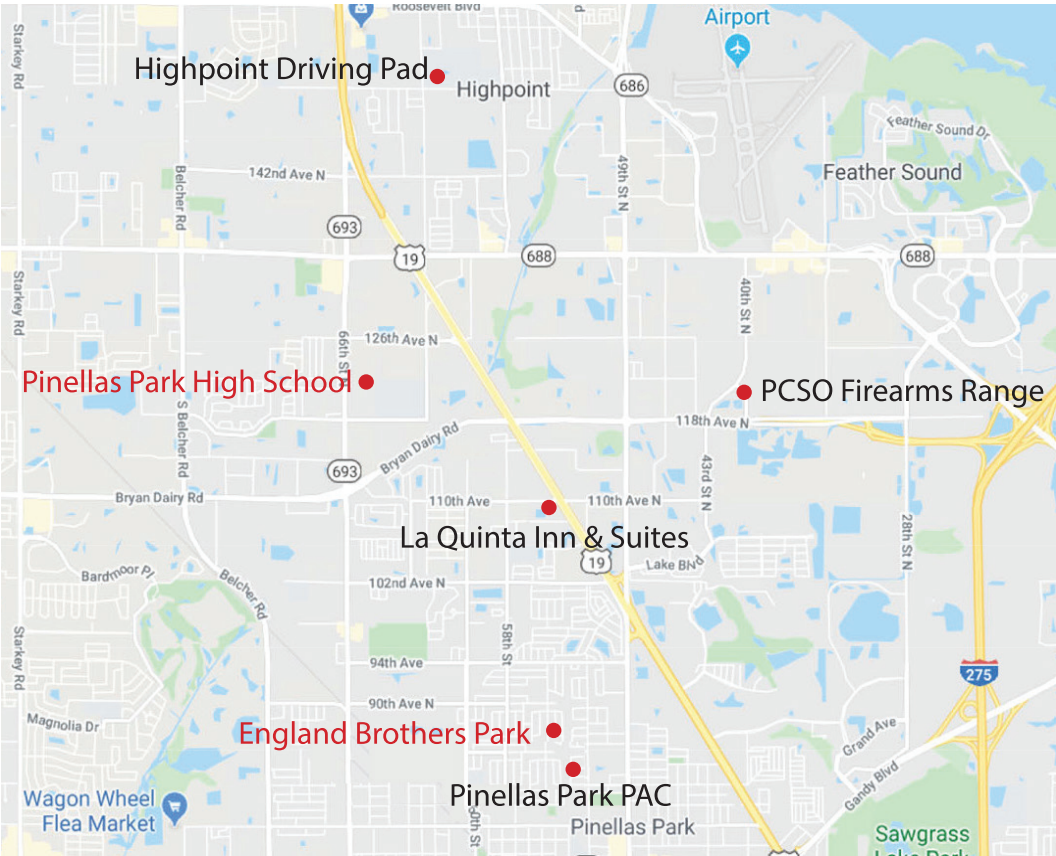 Roosevelt Blvd
Airport
Starkey Rd
Highpoint Driving Pad
Highpoint
686
Feather Sound Dr
142nd Ave N
Belcher Rd
49th St N
Feather Sound
693
19
688
688
Starkey Rd
40th St N
66th St N
126th Ave N
Pinellas Park High School
PCSO Firearms Range
S Belcher Rd
118th Ave N
Bryan Dairy Rd
693
43rd St N
Bryan Dairy Rd
110th Ave
110th Ave N
28th St N
La Quinta Inn & Suites
19
Lake Blvd
Bardmoor Pl
Belcher Rd
102nd Ave N
Starkey Rd
58th St
94th Ave
275
90th Ave N
Magnolia Dr
England Brothers Park
Grand Ave
Pinellas Park PAC
Gandy Blvd
Wagon Wheel
Flea Market
Pinellas Park
Sawgrass
Lake Park